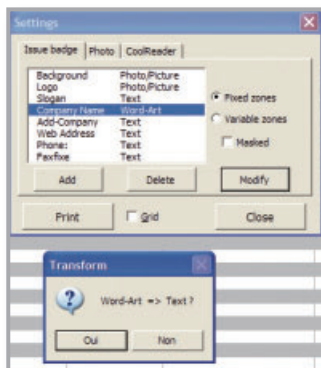 Settings
Issue badge Photo CoolReader
Background Photo/Picture
Logo Photo/Picture
Slogan Text
Company Name Word-Art
Add-Company Text
Web Address Text
Phone: Text
Faxfixe Text
Fixed zones
Variable zones
Masked
Add Delete Modify
Print Grid Close
Transform
Word-Art => Text ?
Oui Non